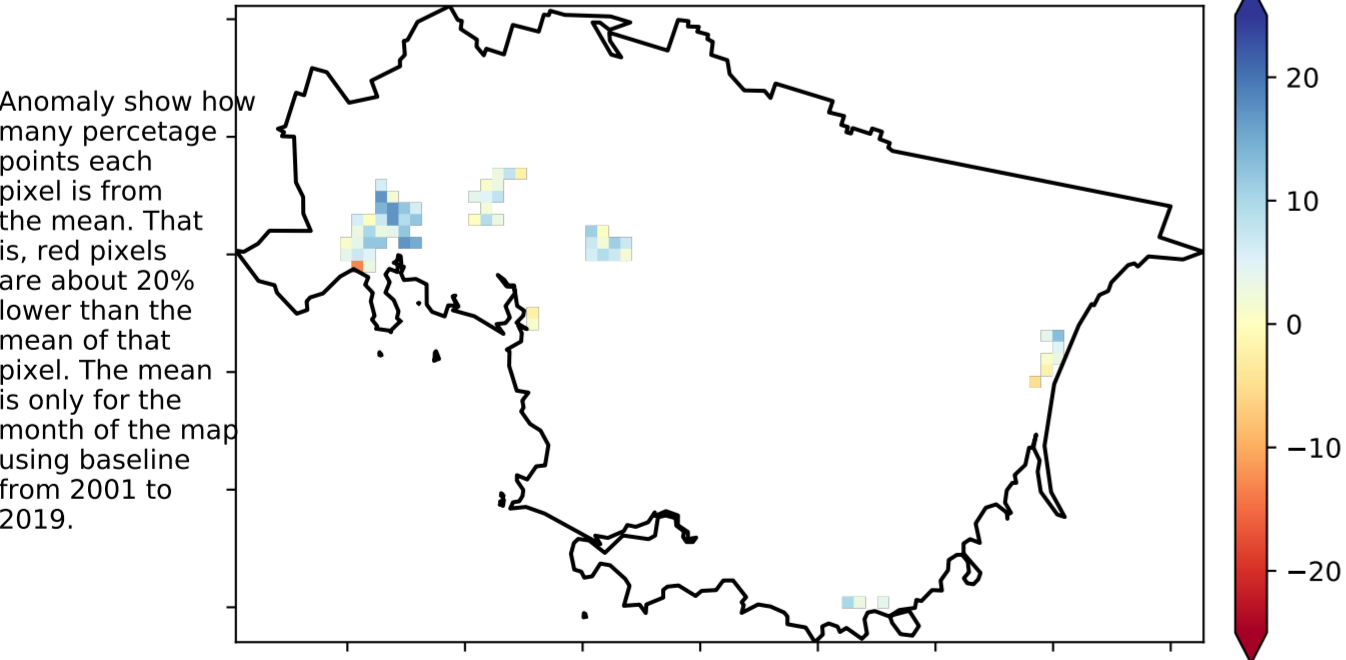 Anomaly show how
many percetage
points each
pixel is from
the mean. That
is, red pixels
are about 20%
lower than the
mean of that
pixel. The mean
is only for the
month of the map
using baseline
from 2001 to
2019.
20
10
0
−10
−20